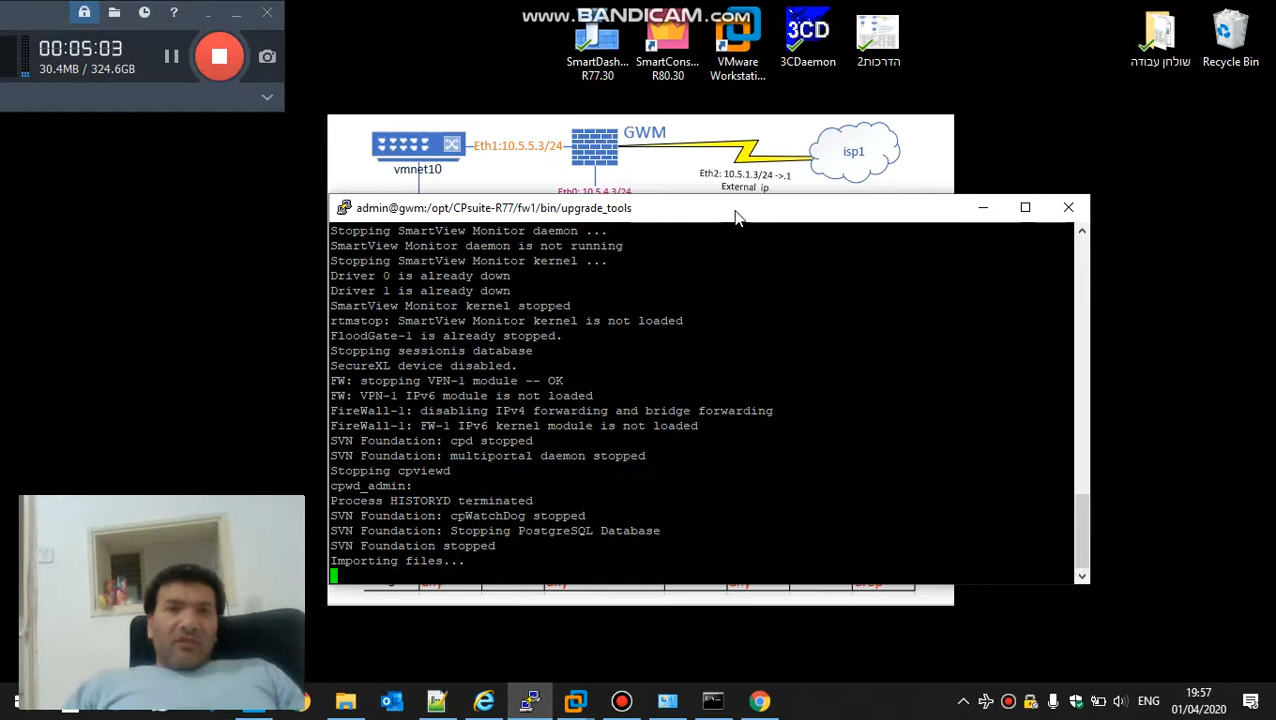 www.BANDICAM.com
00:05:03
30.4MB / 324.6GB
SmartDash...
R77.30
SmartCons...
R80.30
VMware
Workstati...
3CD
3CDaemon
הדרכות2
שולחן עבודה
Recycle Bin
GWM
Eth1:10.5.5.3/24
isp1
vmnet10
Eth2: 10.5.1.3/24 ->.1
External ip
Eth0: 10.5.4.3/24
admin@gwm:/opt/CPsuite-R77/fw1/bin/upgrade_tools
Stopping SmartView Monitor daemon ...
SmartView Monitor daemon is not running
Stopping SmartView Monitor kernel ...
Driver 0 is already down
Driver 1 is already down
SmartView Monitor kernel stopped
rtmstop: SmartView Monitor kernel is not loaded
FloodGate-1 is already stopped.
Stopping sessionis database
SecureXL device disabled.
FW: stopping VPN-1 module -- OK
FW: VPN-1 IPv6 module is not loaded
FireWall-1: disabling IPv4 forwarding and bridge forwarding
FireWall-1: FW-1 IPv6 kernel module is not loaded
SVN Foundation: cpd stopped
SVN Foundation: multiportal daemon stopped
Stopping cpviewd
cpwd_admin:
Process HISTORYD terminated
SVN Foundation: cpWatchDog stopped
SVN Foundation: Stopping PostgreSQL Database
SVN Foundation stopped
Importing files...
ENG
19:57
01/04/2020